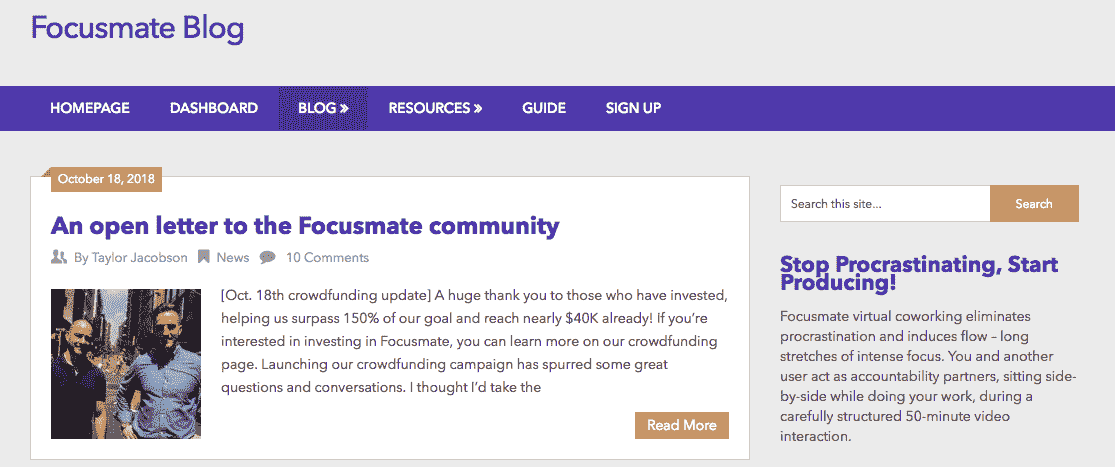 Focusmate Blog
HOMEPAGE DASHBOARD BLOG » RESOURCES » GUIDE SIGN UP
October 18, 2018
An open letter to the Focusmate community
By Taylor Jacobson News 10 Comments
[Oct. 18th crowdfunding update] A huge thank you to those who have invested,
helping us surpass 150% of our goal and reach nearly $40K already! If you're
interested in investing in Focusmate, you can learn more on our crowdfunding
page. Launching our crowdfunding campaign has spurred some great
questions and conversations. I thought I'd take the
Read More
Search this site... Search
Stop Procrastinating, Start
Producing!
Focusmate virtual coworking eliminates
procrastination and induces flow – long
stretches of intense focus. You and another
user act as accountability partners, sitting side-
by-side while doing your work, during a
carefully structured 50-minute video
interaction.